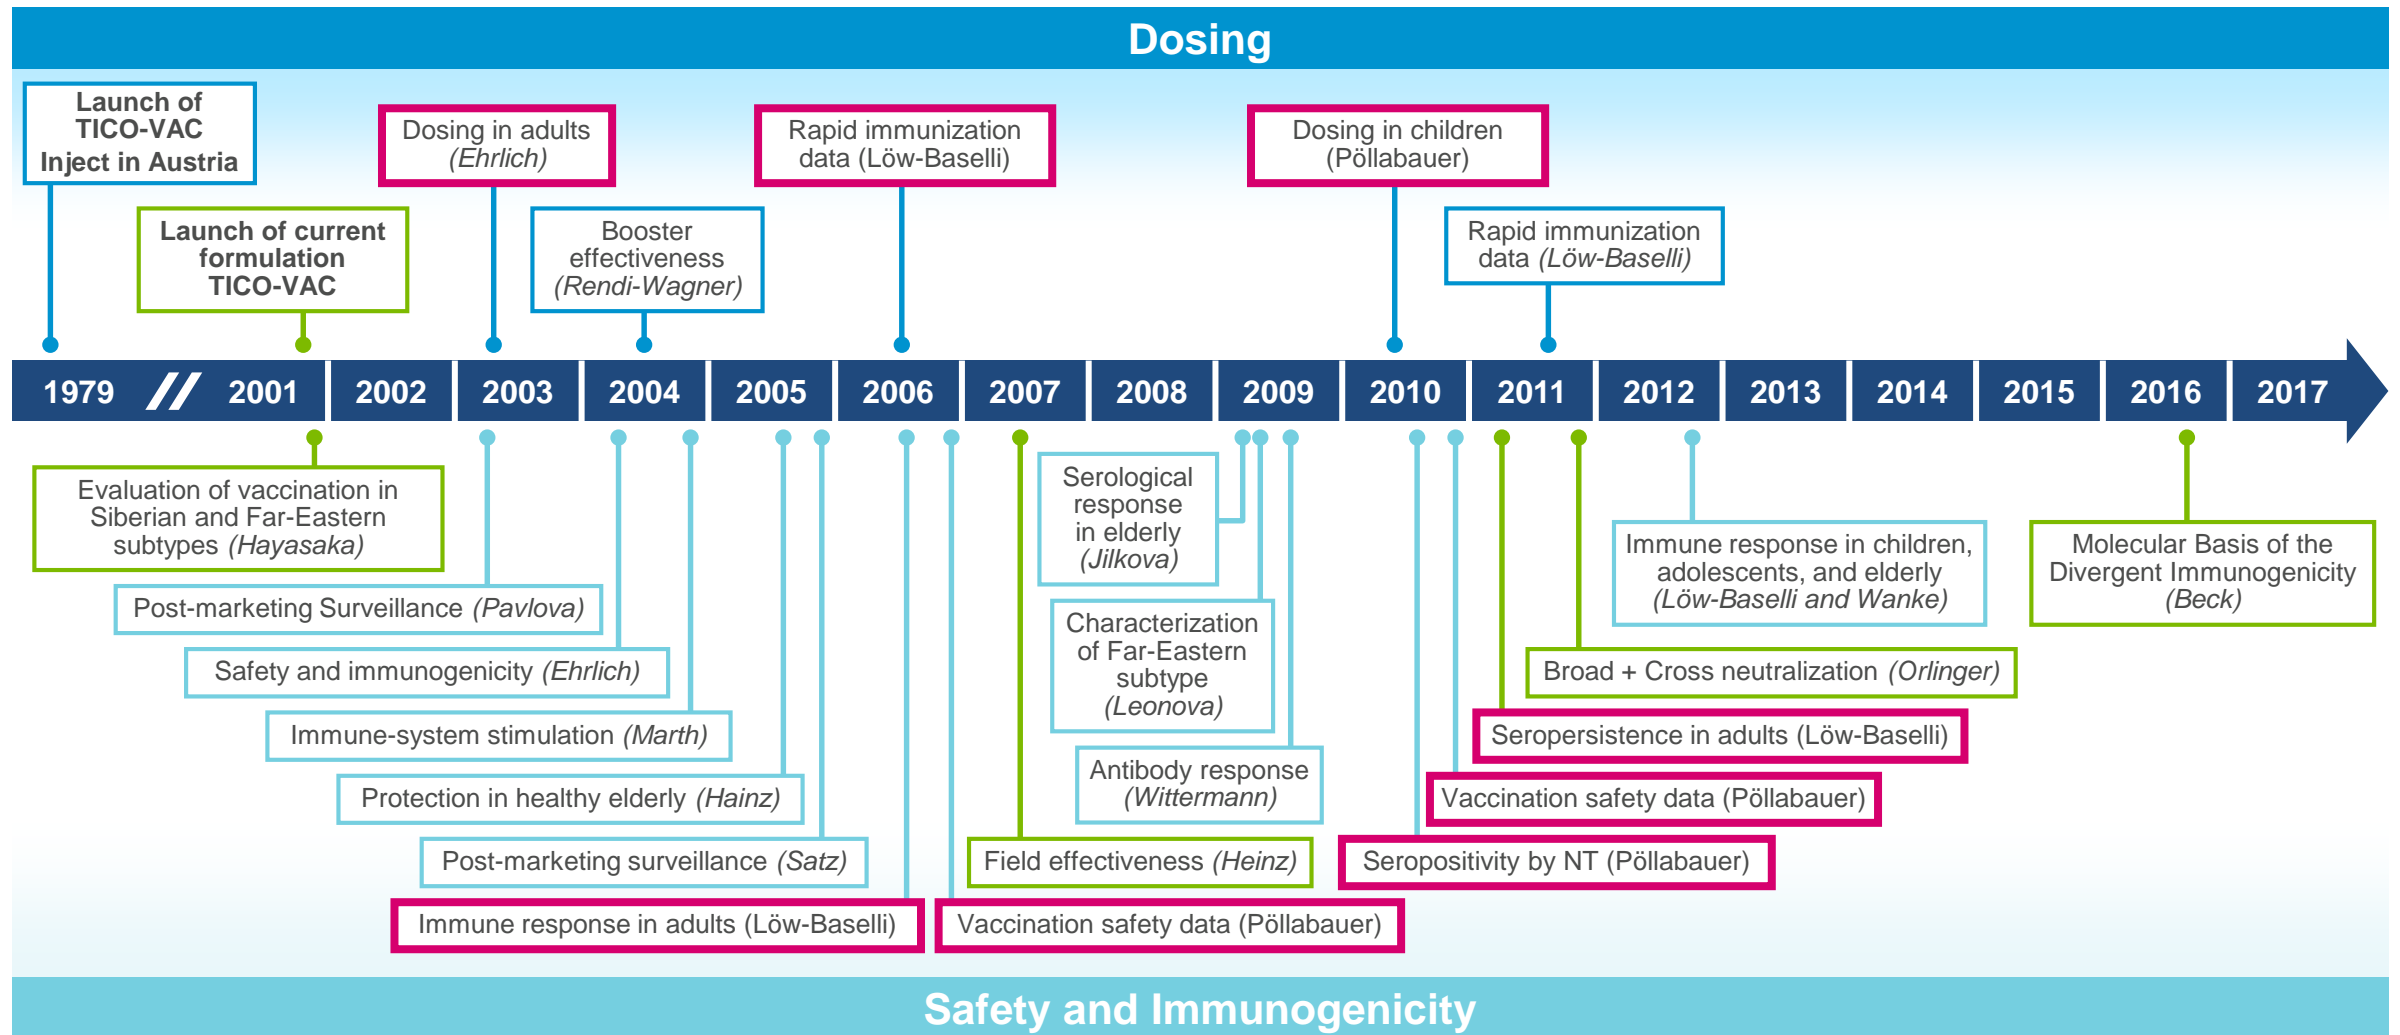 Dosing
Launch of
TICO-VAC
Inject in Austria
Dosing in adults
(Ehrlich)
Rapid immunization
data (Löw-Baselli)
Dosing in children
(Pöllabauer)
Launch of current
formulation
TICO-VAC
Booster
effectiveness
(Rendi-Wagner)
Rapid immunization
data (Löw-Baselli)
1979 // 2001 2002 2003 2004 2005 2006 2007 2008 2009 2010 2011 2012 2013 2014 2015 2016 2017
Evaluation of vaccination in
Siberian and Far-Eastern
subtypes (Hayasaka)
Post-marketing Surveillance (Pavlova)
Safety and immunogenicity (Ehrlich)
Immune-system stimulation (Marth)
Protection in healthy elderly (Hainz)
Post-marketing surveillance (Satz)
Immune response in adults (Löw-Baselli)
Vaccination safety data (Pöllabauer)
Field effectiveness (Heinz)
Serological
response
in elderly
(Jilkova)
Characterization
of Far-Eastern
subtype
(Leonova)
Antibody response
(Wittermann)
Seropositivity by NT (Pöllabauer)
Vaccination safety data (Pöllabauer)
Seropersistence in adults (Löw-Baselli)
Broad + Cross neutralization (Orlinger)
Immune response in children,
adolescents, and elderly
(Löw-Baselli and Wanke)
Molecular Basis of the
Divergent Immunogenicity
(Beck)
Safety and Immunogenicity